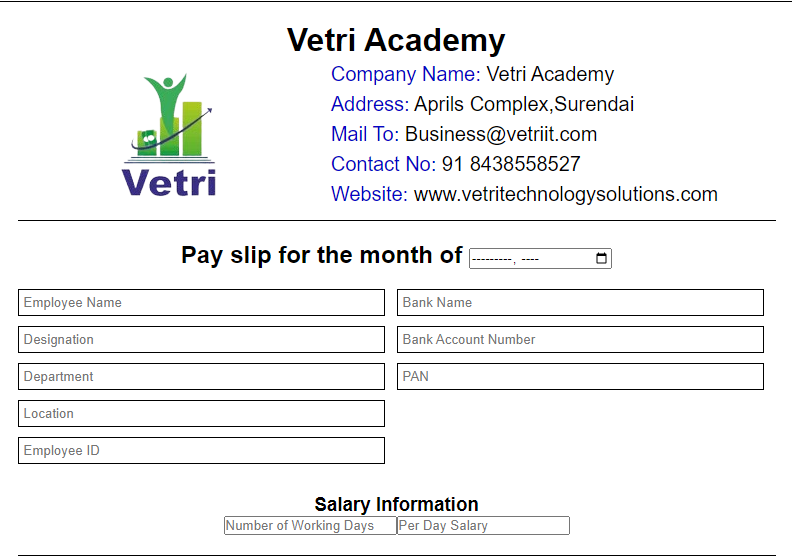 Vetri Academy
Vetri
Company Name: Vetri Academy
Address: Aprils Complex,Surendai
Mail To: Business@vetriit.com
Contact No: 91 8438558527
Website: www.vetritechnologysolutions.com
Pay slip for the month of ---------, ----
Employee Name
Bank Name
Designation
Bank Account Number
Department
PAN
Location
Employee ID
Salary Information
Number of Working Days
Per Day Salary